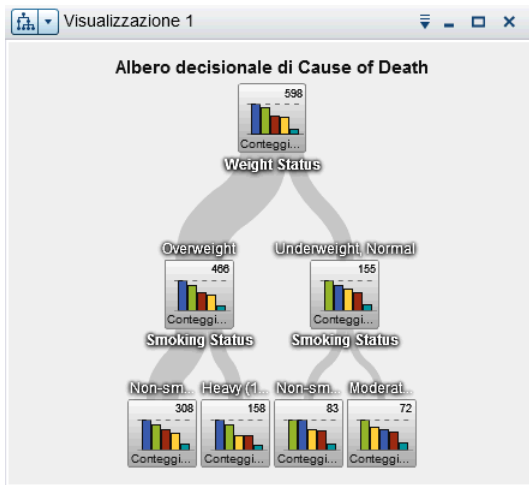 Visualizzazione 1
Albero decisionale di Cause of Death
598
Conteggi...
Weight Status
Overweight
Underweight, Normal
466
155
Conteggi...
Conteggi...
Smoking Status
Smoking Status
Non-sm...
Heavy (1...
Non-sm...
Moderat...
308
158
83
72
Conteggi...
Conteggi...
Conteggi...
Conteggi...